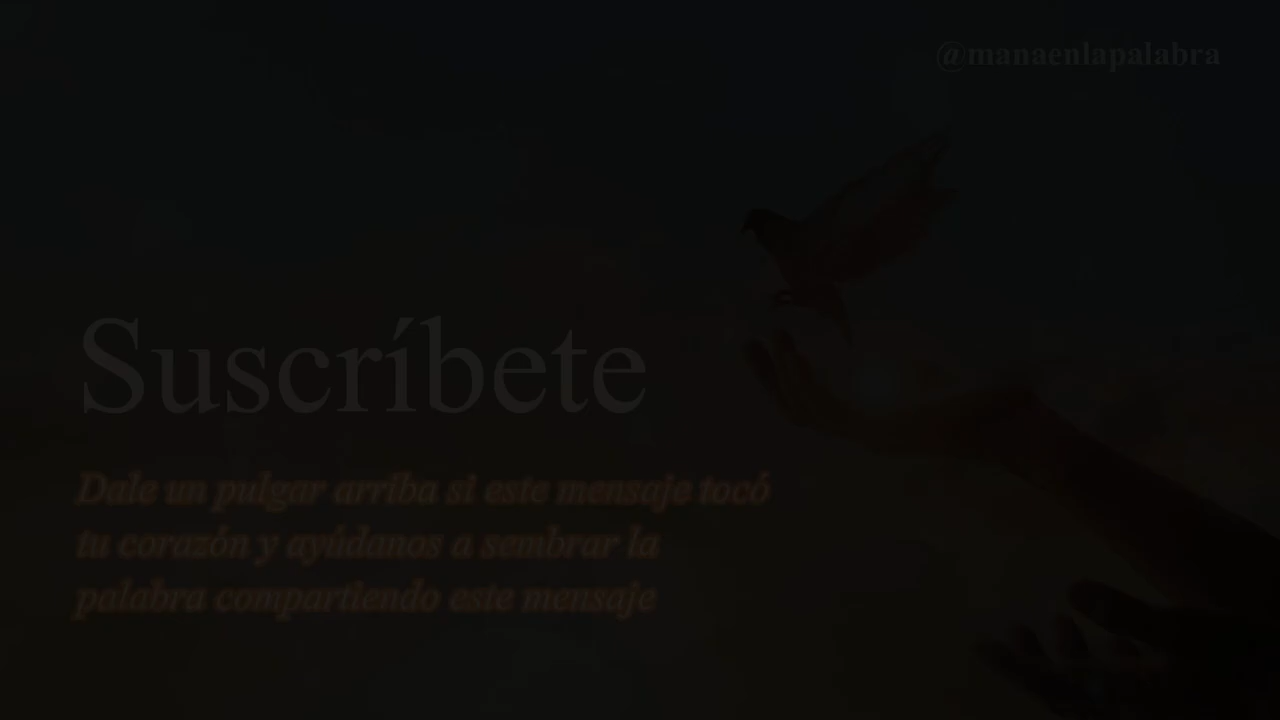 @manaenlapalabra
Suscríbete
Dale un pulgar arriba si este mensaje tocó
tu corazón y ayúdanos a sembrar la
palabra compartiendo este mensaje